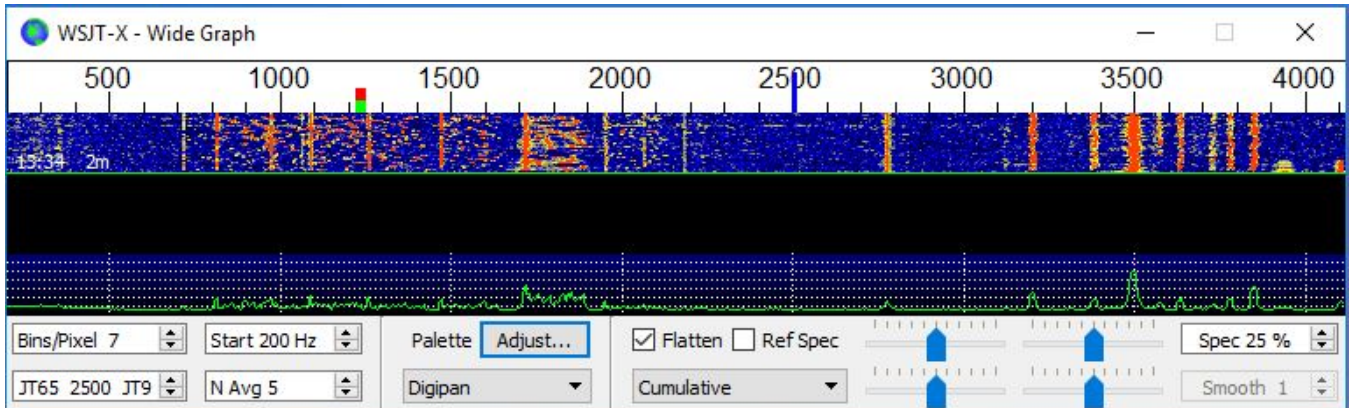 WSJT-X - Wide Graph
500 1000 1500 2000 2500 3000 3500 4000
13:34 2m
Bins/Pixel 7 Start 200 Hz Palette Adjust... Flatten Ref Spec Spec 25 %
JT65 2500 JT9 N Avg 5 Digipan Cumulative Smooth 1